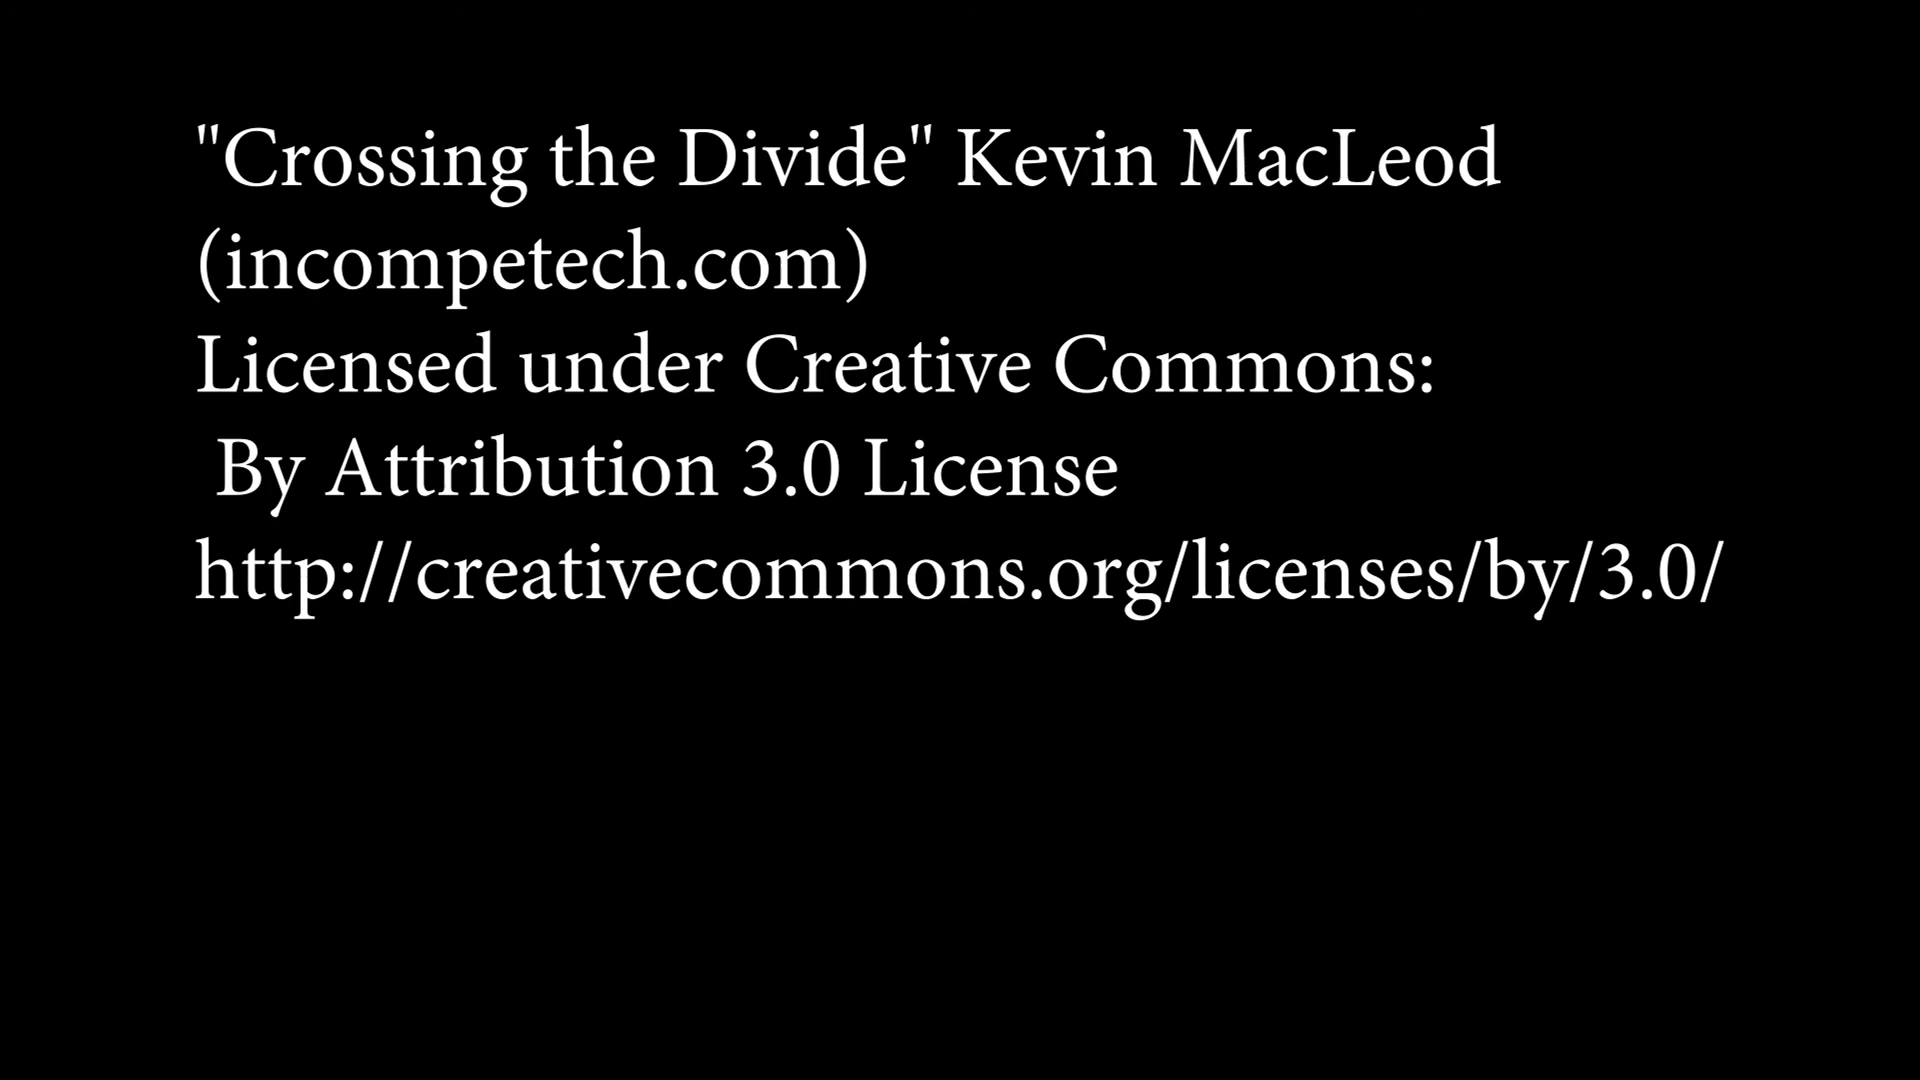 "Crossing the Divide" Kevin MacLeod
(incompetech.com)
Licensed under Creative Commons:
By Attribution 3.0 License
http://creativecommons.org/licenses/by/3.0/